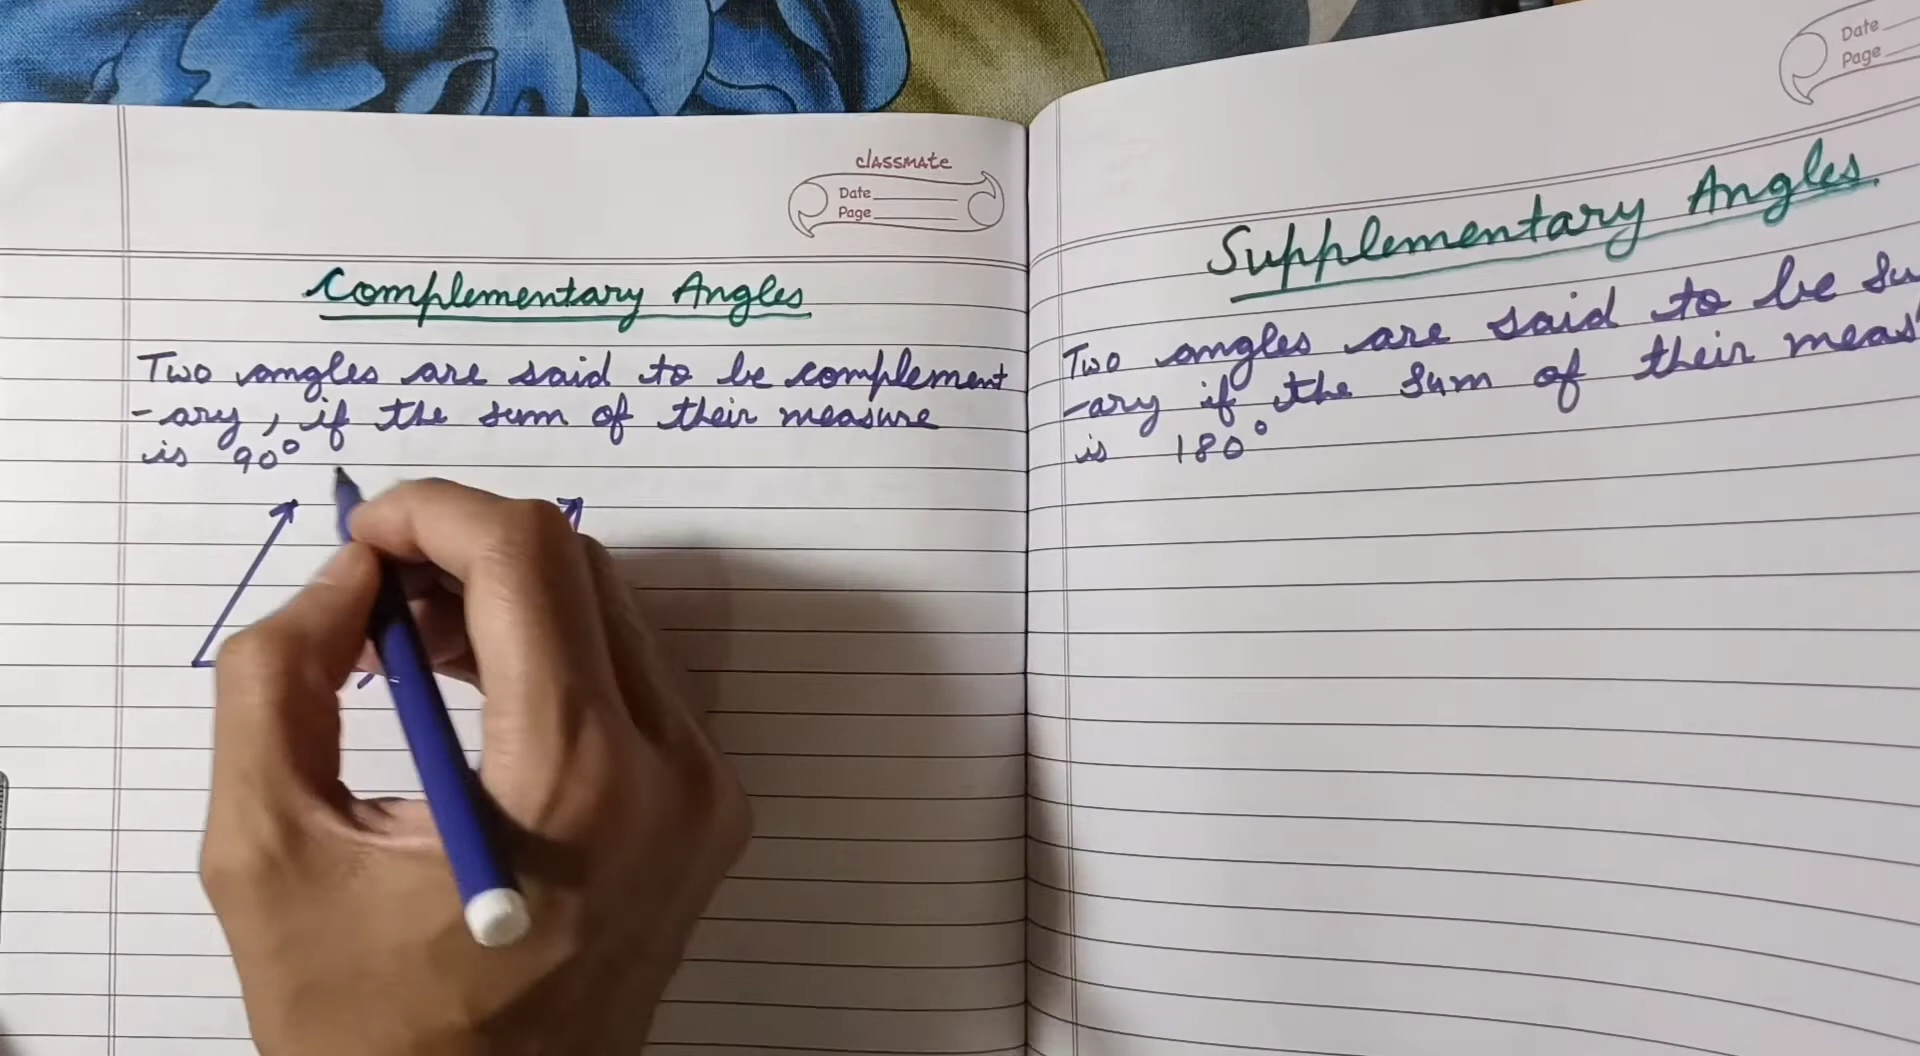 classmate
Date
Page
Complementary Angles
Two angles are said to be complement
-ary, if the sum of their measure
is 90°
Date
Page
Supplementary Angles.
Two angles are said to be Su
-ary if the sum of their meas
is 180°